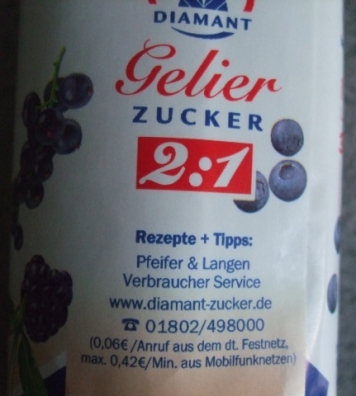 DIAMANT
Gelier
ZUCKER
2:1
Rezepte + Tipps:
Pfeifer & Langen
Verbraucher Service
www.diamant-zucker.de
☎ 01802/498000
(0,06€/Anruf aus dem dt. Festnetz,
max. 0,42€/Min. aus Mobilfunknetzen)